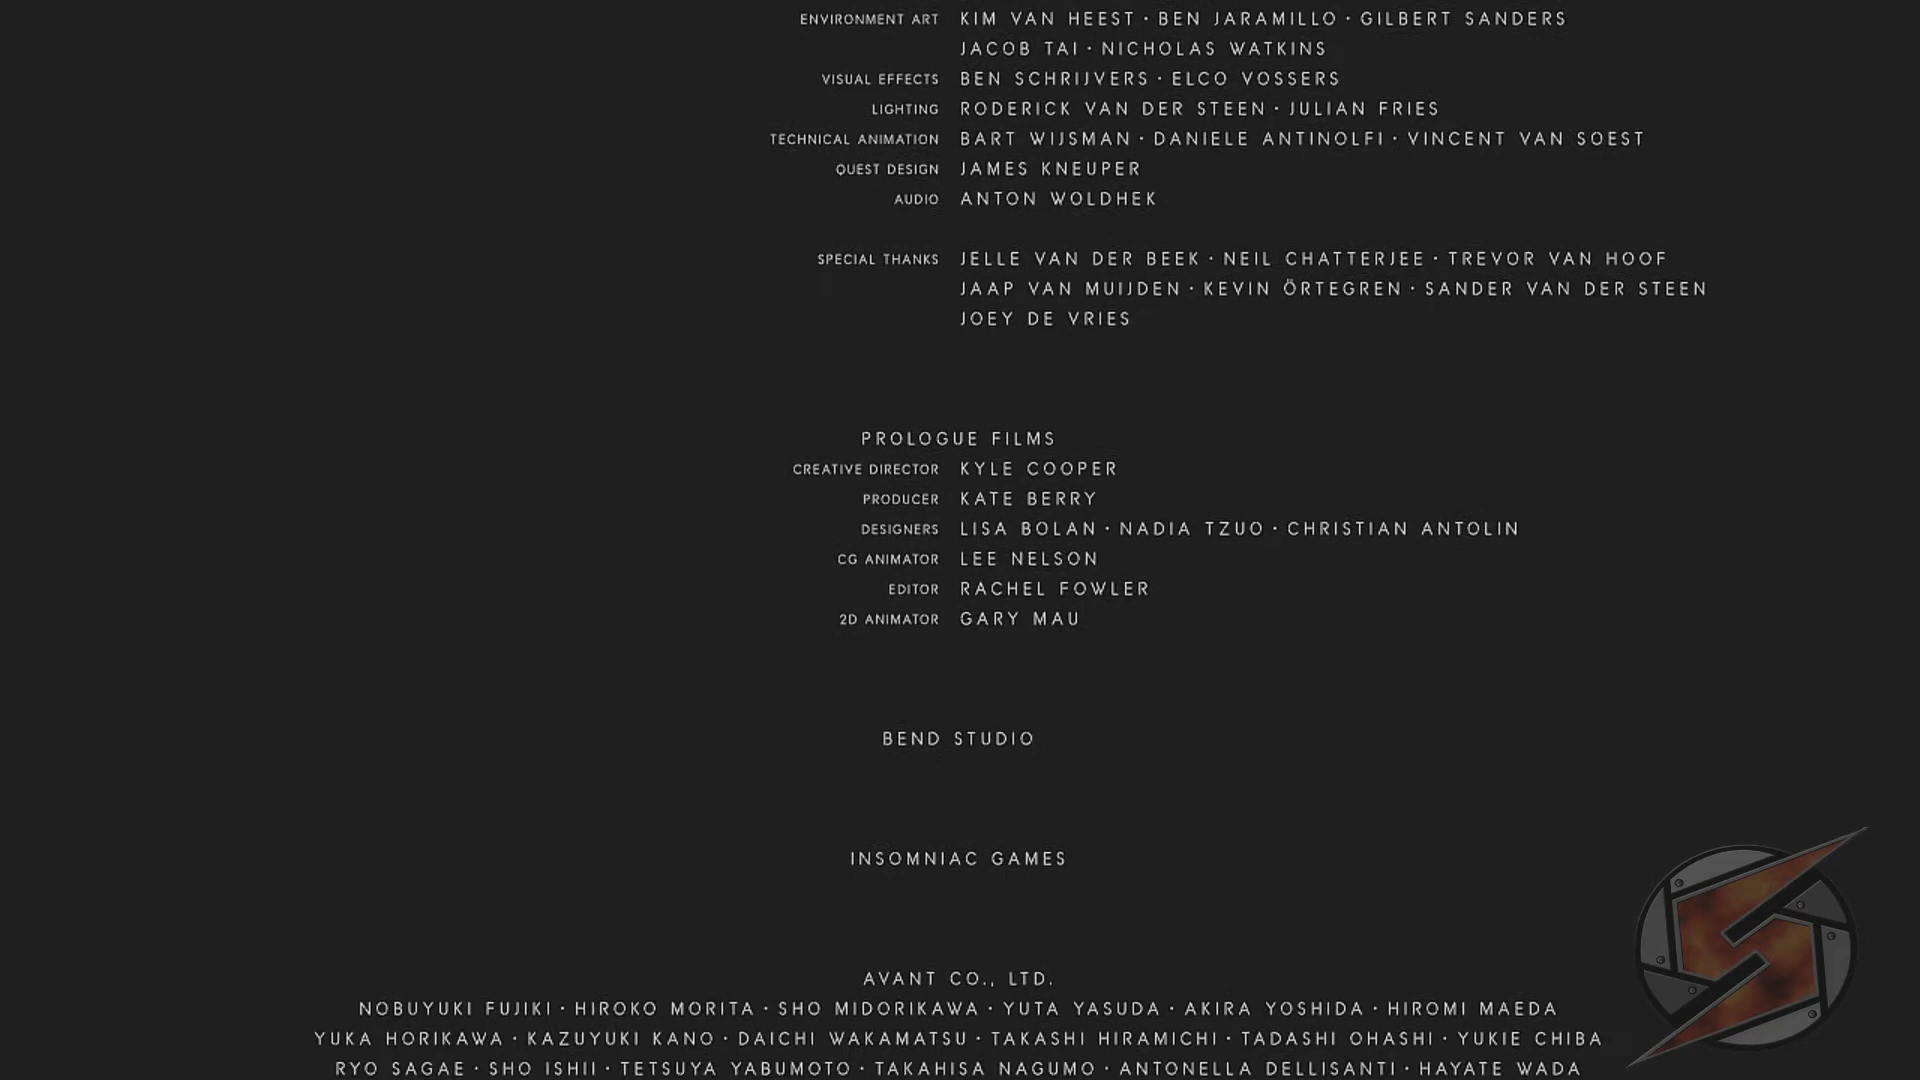 ENVIRONMENT ART KIM VAN HEEST · BEN JARAMILLO · GILBERT SANDERS
JACOB TAI · NICHOLAS WATKINS
VISUAL EFFECTS BEN SCHRIJVERS · ELCO VOSSERS
LIGHTING RODERICK VAN DER STEEN · JULIAN FRIES
TECHNICAL ANIMATION BART WIJSMAN · DANIELE ANTINOLFI · VINCENT VAN SOEST
QUEST DESIGN JAMES KNEUPER
AUDIO ANTON WOLDHEK
SPECIAL THANKS JELLE VAN DER BEEK · NEIL CHATTERJEE · TREVOR VAN HOOF
JAAP VAN MUIJDEN · KEVIN ÖRTEGREN · SANDER VAN DER STEEN
JOEY DE VRIES
PROLOGUE FILMS
CREATIVE DIRECTOR KYLE COOPER
PRODUCER KATE BERRY
DESIGNERS LISA BOLAN · NADIA TZUO · CHRISTIAN ANTOLIN
CG ANIMATOR LEE NELSON
EDITOR RACHEL FOWLER
2D ANIMATOR GARY MAU
BEND STUDIO
INSOMNIAC GAMES
AVANT CO., LTD.
NOBUYUKI FUJIKI · HIROKO MORITA · SHO MIDORIKAWA · YUTA YASUDA · AKIRA YOSHIDA · HIROMI MAEDA
YUKA HORIKAWA · KAZUYUKI KANO · DAICHI WAKAMATSU · TAKASHI HIRAMICHI · TADASHI OHASHI · YUKIE CHIBA
RYO SAGAE · SHO ISHII · TETSUYA YABUMOTO · TAKAHISA NAGUMO · ANTONELLA DELLISANTI · HAYATE WADA